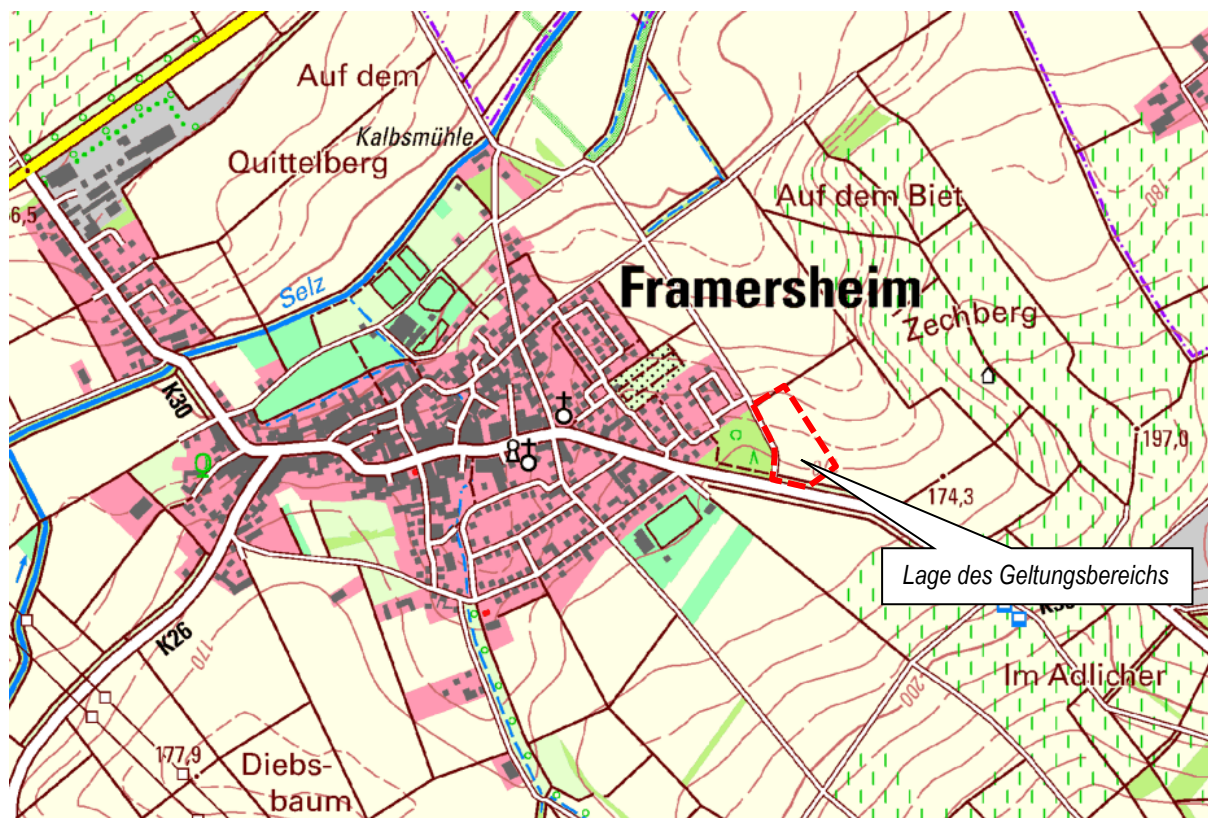 Auf dem
Kalbsmühle
Quittelberg
6,5
Auf dem Biet
180
Selz
Framersheim
Zechberg
K30
197,0
174,3
Lage des Geltungsbereichs
K26
170
200
Im Adlicher
177,9
Diebs-
baum